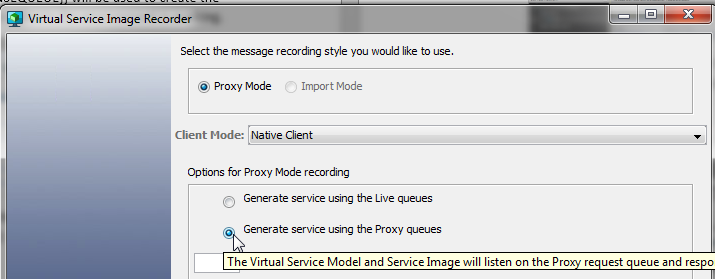 SEQUEUE}} will be used to create the
Virtual Service Image Recorder
Select the message recording style you would like to use.
Proxy Mode
Import Mode
Client Mode: Native Client
Options for Proxy Mode recording
Generate service using the Live queues
Generate service using the Proxy queues
The Virtual Service Model and Service Image will listen on the Proxy request queue and respo